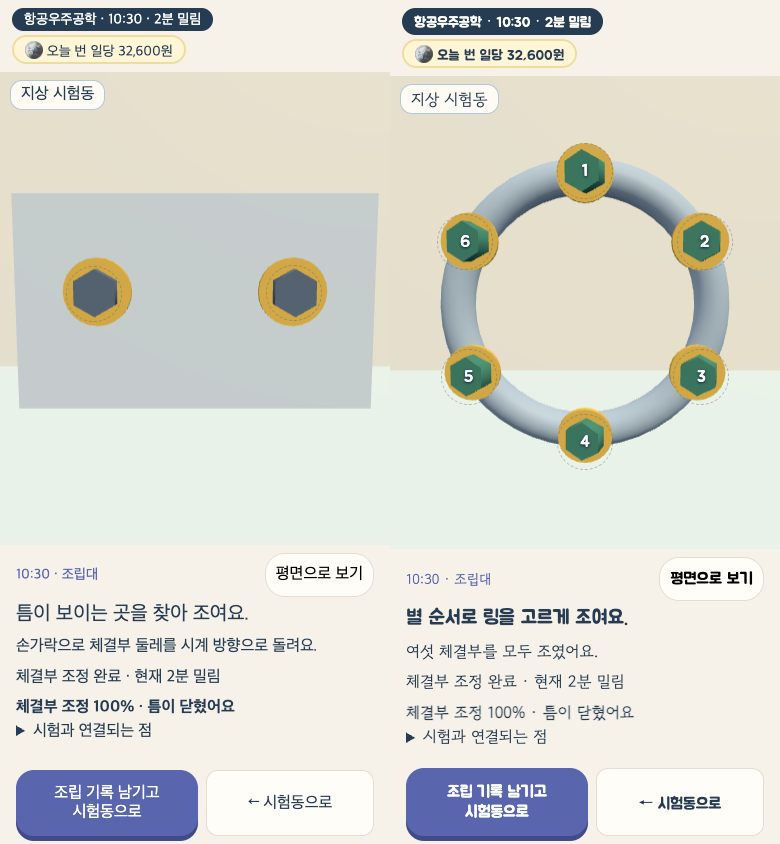 항공우주공학 · 10:30 · 2분 밀림
오늘 번 일당 32,600원
지상 시험동
10:30 · 조립대
평면으로 보기
틈이 보이는 곳을 찾아 조여요.
손가락으로 체결부 둘레를 시계 방향으로 돌려요.
체결부 조정 완료 · 현재 2분 밀림
체결부 조정 100% · 틈이 닫혔어요
▶ 시험과 연결되는 점
조립 기록 남기고
시험동으로
← 시험동으로
항공우주공학 · 10:30 · 2분 밀림
오늘 번 일당 32,600원
지상 시험동
1
6
2
5
3
4
10:30 · 조립대
평면으로 보기
별 순서로 링을 고르게 조여요.
여섯 체결부를 모두 조였어요.
체결부 조정 완료 · 현재 2분 밀림
체결부 조정 100% · 틈이 닫혔어요
▶ 시험과 연결되는 점
조립 기록 남기고
시험동으로
← 시험동으로